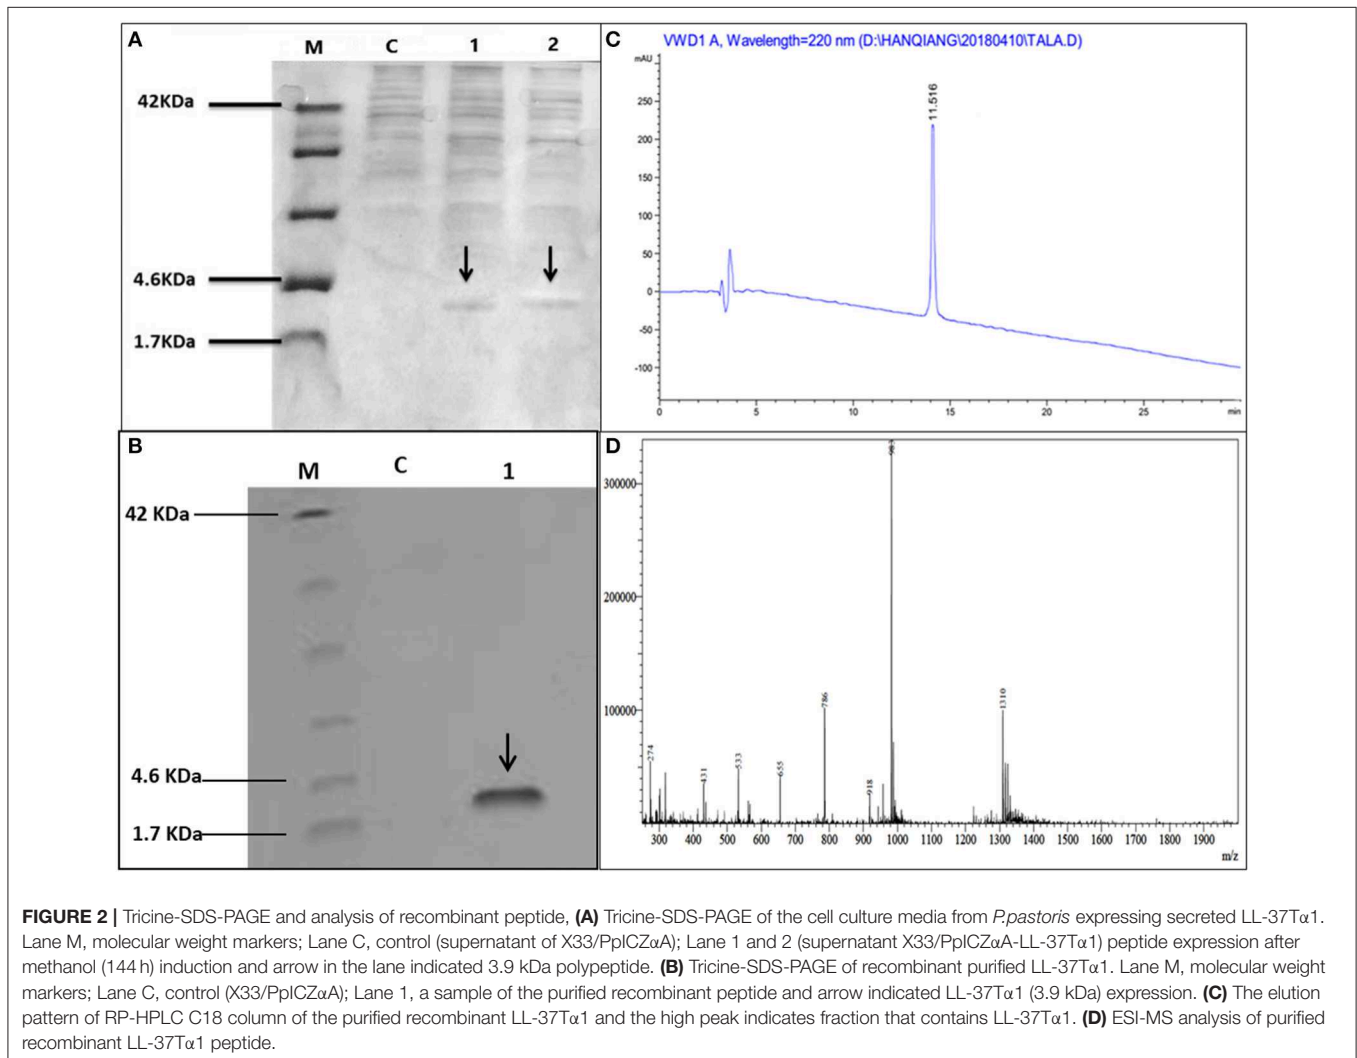 A
M
C
1
2
42KDa
4.6KDa
1.7KDa
B
M
C
1
42 KDa
4.6 KDa
1.7 KDa
C
VWD1 A, Wavelength=220 nm (D:\HANQIANG\20180410\TALA.D)
mAU
250
200
150
100
50
0
-50
-100
11.516
0 5 10 15 20 25 min
D
300000
200000
100000
274
431
533
655
786
918
983
1310
300 400 500 600 700 800 900 1000 1100 1200 1300 1400 1500 1600 1700 1800 1900
m/z
FIGURE 2 | Tricine-SDS-PAGE and analysis of recombinant peptide, (A) Tricine-SDS-PAGE of the cell culture media from P.pastoris expressing secreted LL-37Tα1.
Lane M, molecular weight markers; Lane C, control (supernatant of X33/PpICZαA); Lane 1 and 2 (supernatant X33/PpICZαA-LL-37Tα1) peptide expression after
methanol (144 h) induction and arrow in the lane indicated 3.9 kDa polypeptide. (B) Tricine-SDS-PAGE of recombinant purified LL-37Tα1. Lane M, molecular weight
markers; Lane C, control (X33/PpICZαA); Lane 1, a sample of the purified recombinant peptide and arrow indicated LL-37Tα1 (3.9 kDa) expression. (C) The elution
pattern of RP-HPLC C18 column of the purified recombinant LL-37Tα1 and the high peak indicates fraction that contains LL-37Tα1. (D) ESI-MS analysis of purified
recombinant LL-37Tα1 peptide.